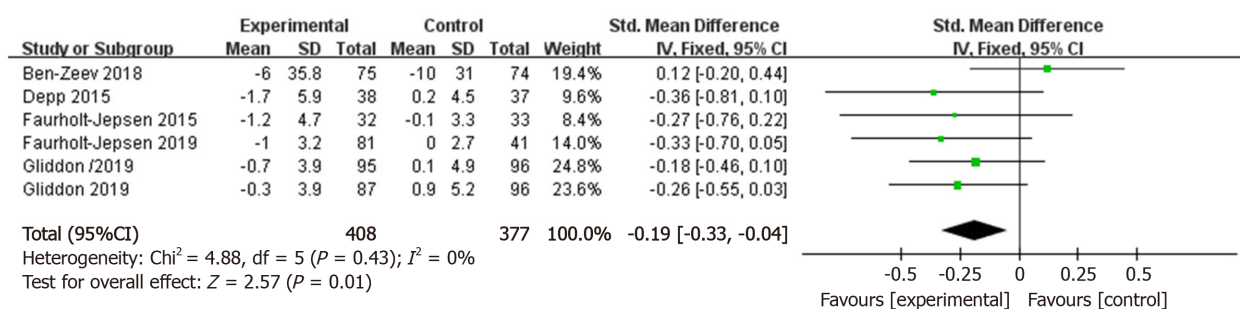 Experimental Control Std. Mean Difference Std. Mean Difference
Study or Subgroup Mean SD Total Mean SD Total Weight IV, Fixed, 95% CI IV, Fixed, 95% CI
Ben-Zeev 2018 -6 35.8 75 -10 31 74 19.4% 0.12 [-0.20, 0.44]
Depp 2015 -1.7 5.9 38 0.2 4.5 37 9.6% -0.36 [-0.81, 0.10]
Faurholt-Jepsen 2015 -1.2 4.7 32 -0.1 3.3 33 8.4% -0.27 [-0.76, 0.22]
Faurholt-Jepsen 2019 -1 3.2 81 0 2.7 41 14.0% -0.33 [-0.70, 0.05]
Gliddon /2019 -0.7 3.9 95 0.1 4.9 96 24.8% -0.18 [-0.46, 0.10]
Gliddon 2019 -0.3 3.9 87 0.9 5.2 96 23.6% -0.26 [-0.55, 0.03]
Total (95%CI) 408 377 100.0% -0.19 [-0.33, -0.04]
Heterogeneity: Chi² = 4.88, df = 5 (P = 0.43); I² = 0%
Test for overall effect: Z = 2.57 (P = 0.01)
-0.5 -0.25 0 0.25 0.5
Favours [experimental] Favours [control]